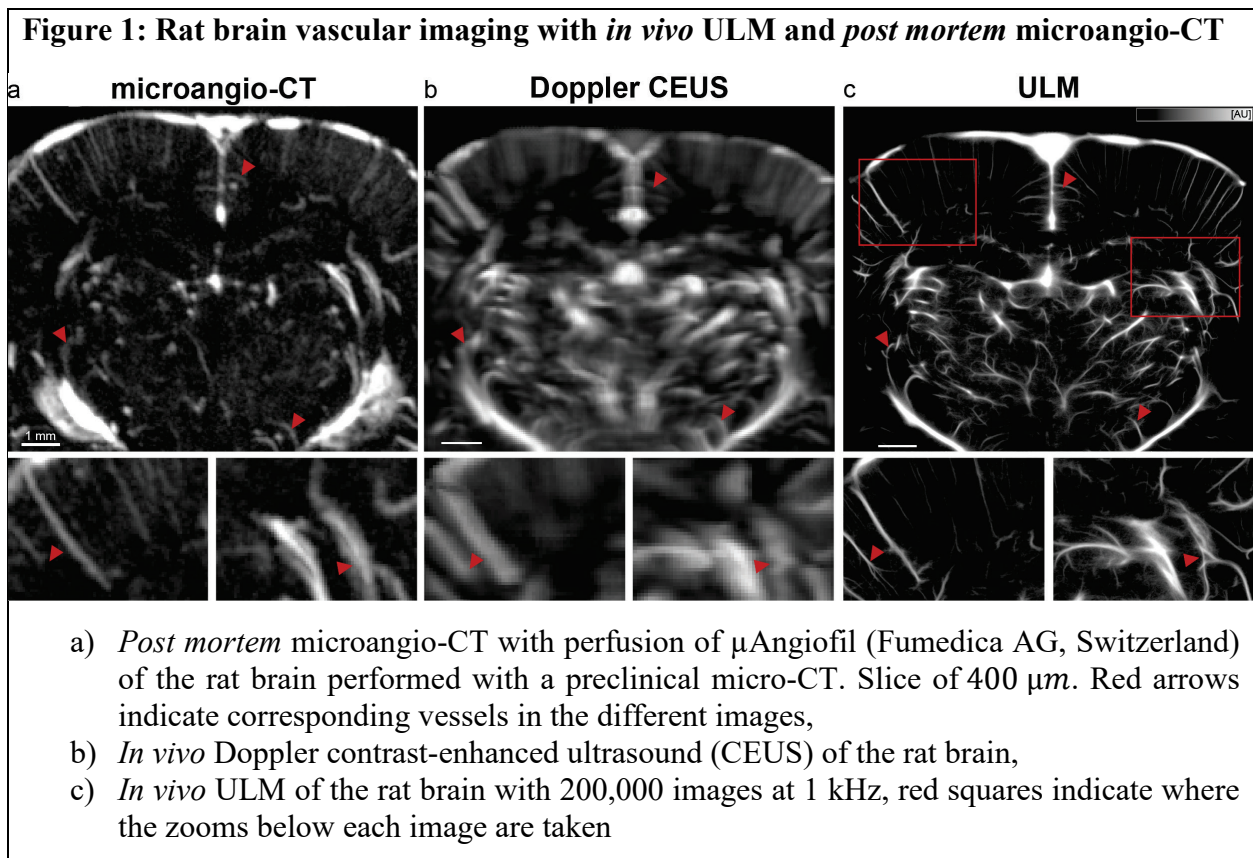 Figure 1: Rat brain vascular imaging with in vivo ULM and post mortem microangio-CT
a microangio-CT b Doppler CEUS c ULM
[AU]
1 mm
a) Post mortem microangio-CT with perfusion of µAngiofil (Fumedica AG, Switzerland)
of the rat brain performed with a preclinical micro-CT. Slice of 400 µm. Red arrows
indicate corresponding vessels in the different images,
b) In vivo Doppler contrast-enhanced ultrasound (CEUS) of the rat brain,
c) In vivo ULM of the rat brain with 200,000 images at 1 kHz, red squares indicate where
the zooms below each image are taken